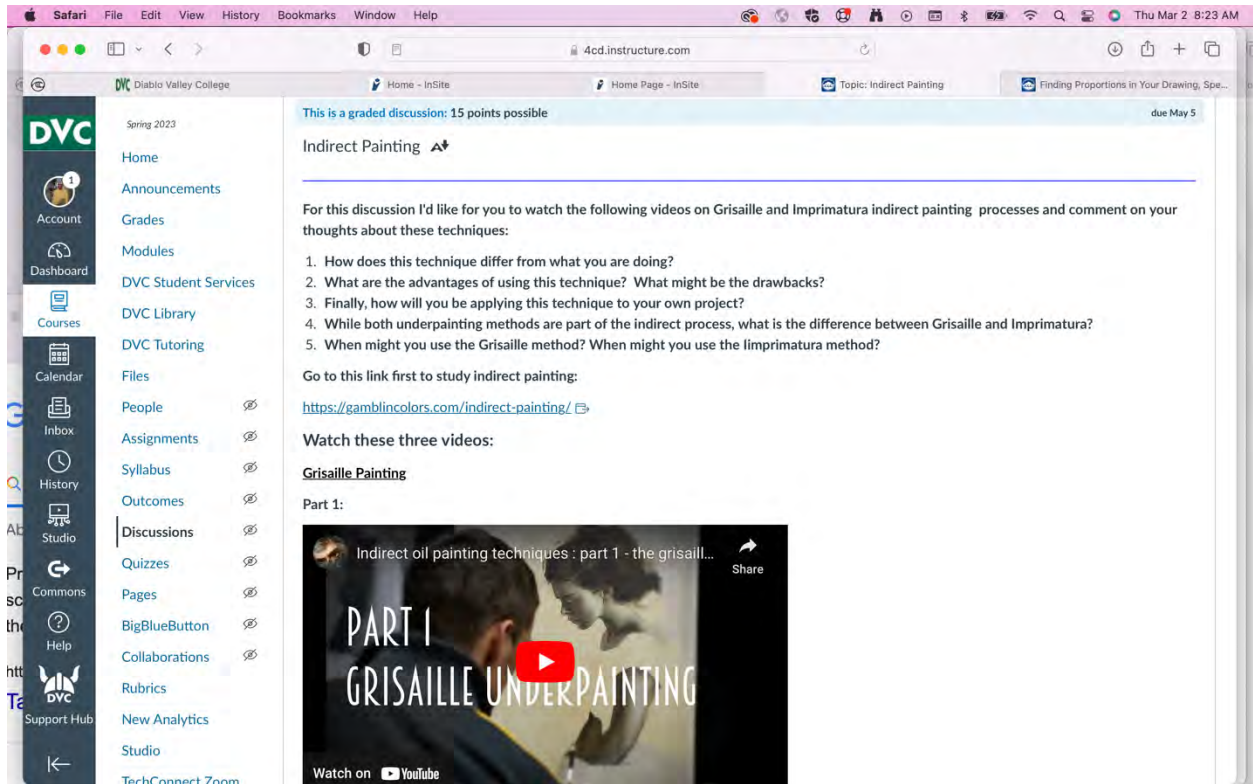 Safari File Edit View History Bookmarks Window Help Thu Mar 2 8:23 AM
4cd.instructure.com
DVC Diablo Valley College Home - InSite Home Page - InSite Topic: Indirect Painting Finding Proportions in Your Drawing, Spe...
DVC
1
Account
Dashboard
Courses
Calendar
Inbox
History
Studio
Commons
Help
DVC
Support Hub
Spring 2023
Home
Announcements
Grades
Modules
DVC Student Services
DVC Library
DVC Tutoring
Files
People
Assignments
Syllabus
Outcomes
Discussions
Quizzes
Pages
BigBlueButton
Collaborations
Rubrics
New Analytics
Studio
TechConnect Zoom
This is a graded discussion: 15 points possible due May 5
Indirect Painting
For this discussion I'd like for you to watch the following videos on Grisaille and Imprimatura indirect painting processes and comment on your
thoughts about these techniques:
1. How does this technique differ from what you are doing?
2. What are the advantages of using this technique? What might be the drawbacks?
3. Finally, how will you be applying this technique to your own project?
4. While both underpainting methods are part of the indirect process, what is the difference between Grisaille and Imprimatura?
5. When might you use the Grisaille method? When might you use the Iimprimatura method?
Go to this link first to study indirect painting:
https://gamblincolors.com/indirect-painting/
Watch these three videos:
Grisaille Painting
Part 1:
Indirect oil painting techniques : part 1 - the grisaill...
Share
PART 1
GRISAILLE UNDERPAINTING
Watch on YouTube